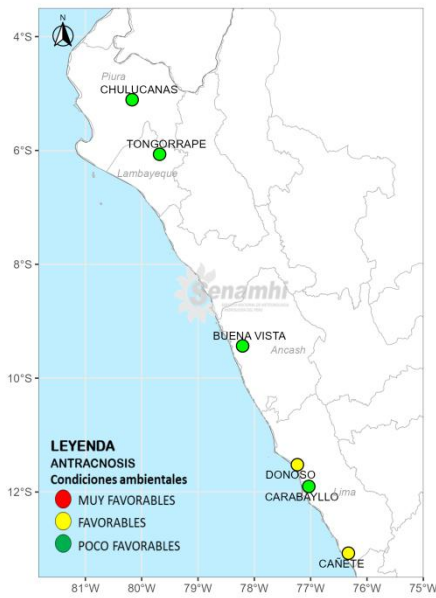 N
4°S
Piura
CHULUCANAS
6°S
TONGORRAPE
Lambayeque
8°S
Senamhi
BUENA VISTA
Ancash
10°S
LEYENDA
ANTRACNOSIS
Condiciones ambientales
MUY FAVORABLES
FAVORABLES
POCO FAVORABLES
DONOSO
CARABAYLLO
Lima
12°S
CAÑETE
81°W
80°W
79°W
78°W
77°W
76°W
75°W